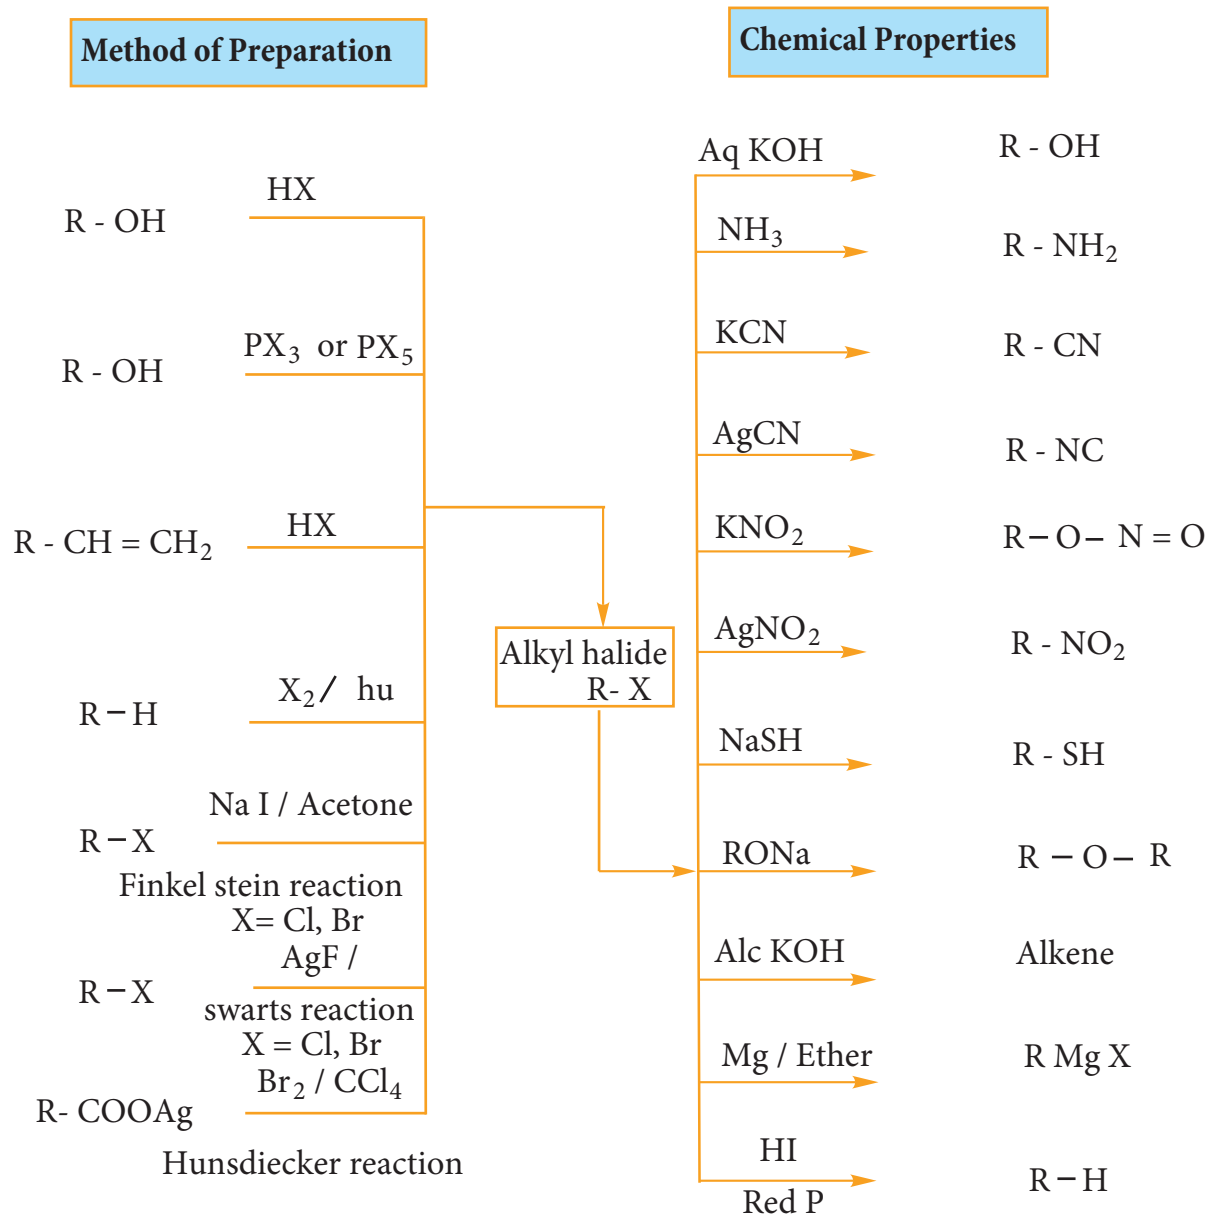 Method of Preparation
R - OH
HX
R - OH
PX₃ or PX₅
R - CH = CH₂
HX
R – H
X₂ / hu
R – X
Na I / Acetone
Finkel stein reaction
X= Cl, Br
R – X
AgF /
swarts reaction
X = Cl, Br
R- COOAg
Br₂ / CCl₄
Hunsdiecker reaction
Alkyl halide
R- X
Chemical Properties
Aq KOH
R - OH
NH₃
R - NH₂
KCN
R - CN
AgCN
R - NC
KNO₂
R – O – N = O
AgNO₂
R - NO₂
NaSH
R - SH
RONa
R – O – R
Alc KOH
Alkene
Mg / Ether
R Mg X
HI
Red P
R – H